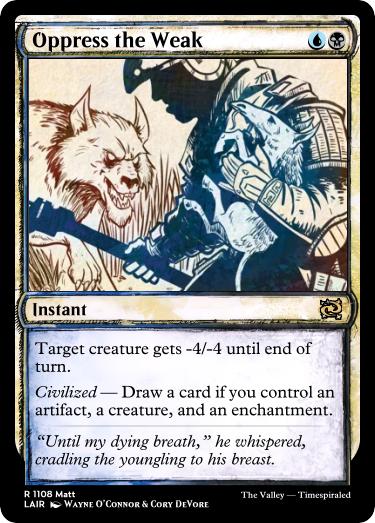 Oppress the Weak
Instant
Target creature gets -4/-4 until end of
turn.
Civilized — Draw a card if you control an
artifact, a creature, and an enchantment.
“Until my dying breath,” he whispered,
cradling the youngling to his breast.
R 1108 Matt
LAIR Wayne O’Connor & Cory DeVore
The Valley — Timespiraled